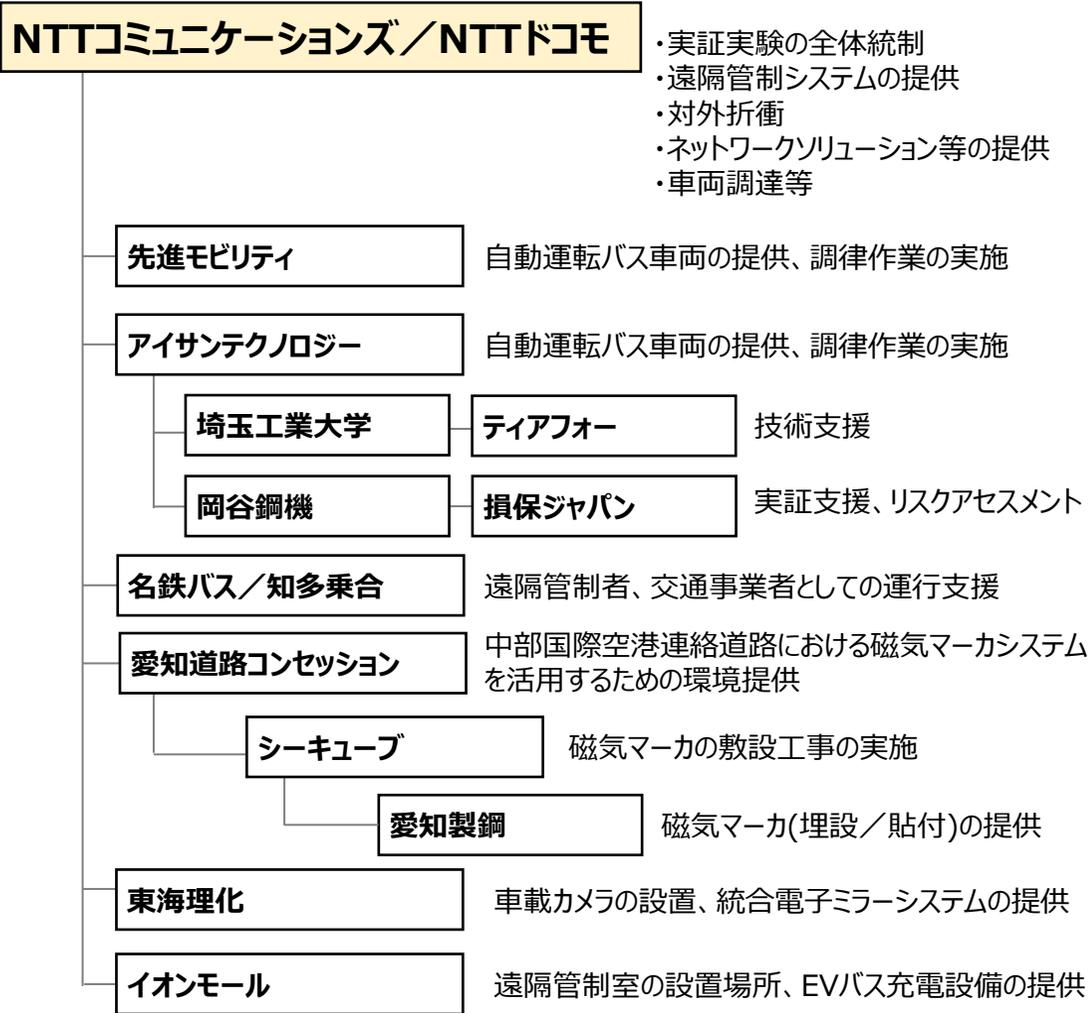 NTTコミュニケーションズ／NTTドコモ
・実証実験の全体統制
・遠隔管制システムの提供
・対外折衝
・ネットワークソリューション等の提供
・車両調達等
先進モビリティ
自動運転バス車両の提供、調律作業の実施
アイサンテクノロジー
自動運転バス車両の提供、調律作業の実施
埼玉工業大学
ティアフォー
技術支援
岡谷鋼機
損保ジャパン
実証支援、リスクアセスメント
名鉄バス／知多乗合
遠隔管制者、交通事業者としての運行支援
愛知道路コンセッション
中部国際空港連絡道路における磁気マーカシステム
を活用するための環境提供
シーキューブ
磁気マーカの敷設工事の実施
愛知製鋼
磁気マーカ(埋設／貼付)の提供
東海理化
車載カメラの設置、統合電子ミラーシステムの提供
イオンモール
遠隔管制室の設置場所、EVバス充電設備の提供